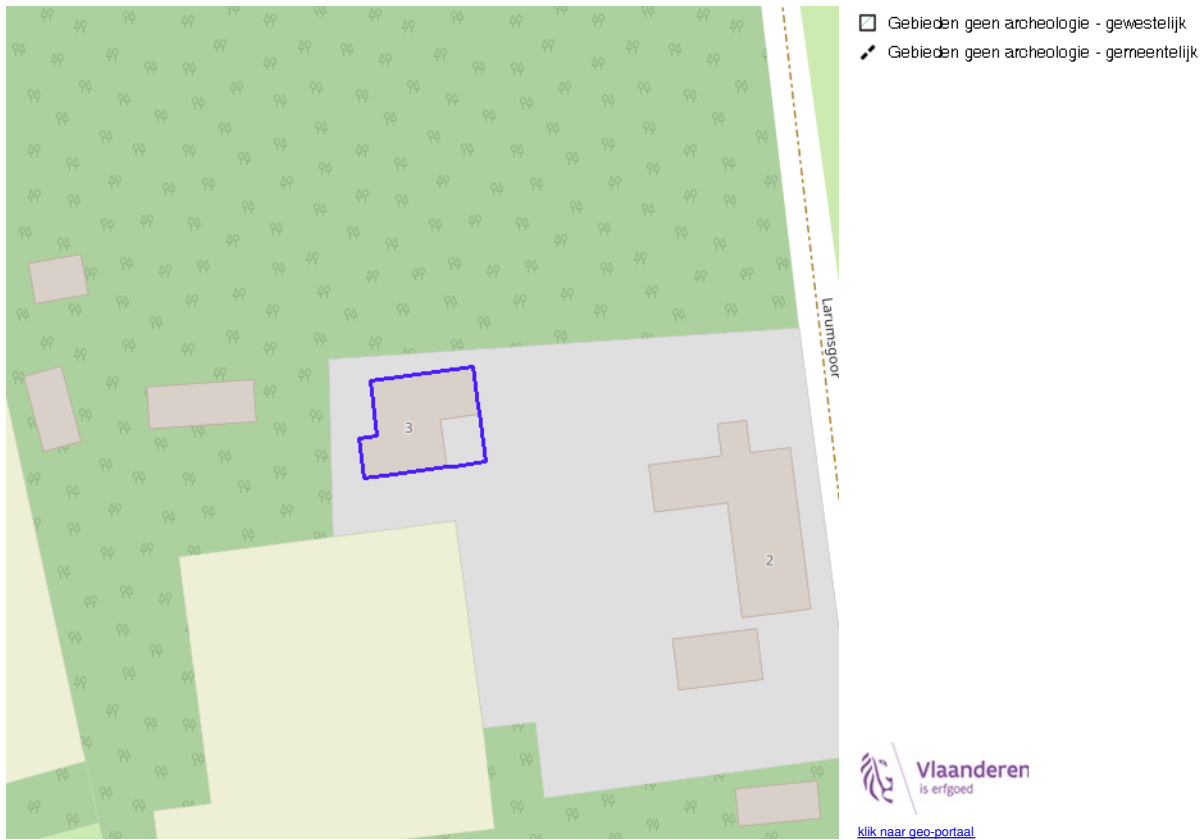 Gebieden geen archeologie - gewestelijk
Gebieden geen archeologie - gemeentelijk
Larumsgoor
3
2
Vlaanderen
is erfgoed
klik naar geo-portaal